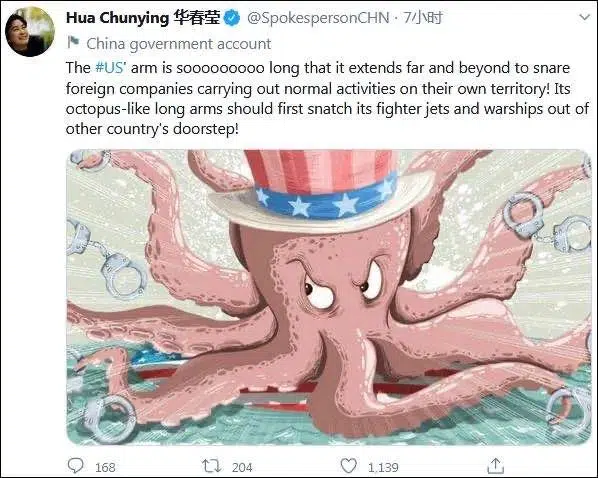 Hua Chunying 华春莹 @SpokespersonCHN · 7小时
China government account
The #US' arm is sooooooooo long that it extends far and beyond to snare
foreign companies carrying out normal activities on their own territory! Its
octopus-like long arms should first snatch its fighter jets and warships out of
other country's doorstep!
168 204 1,139